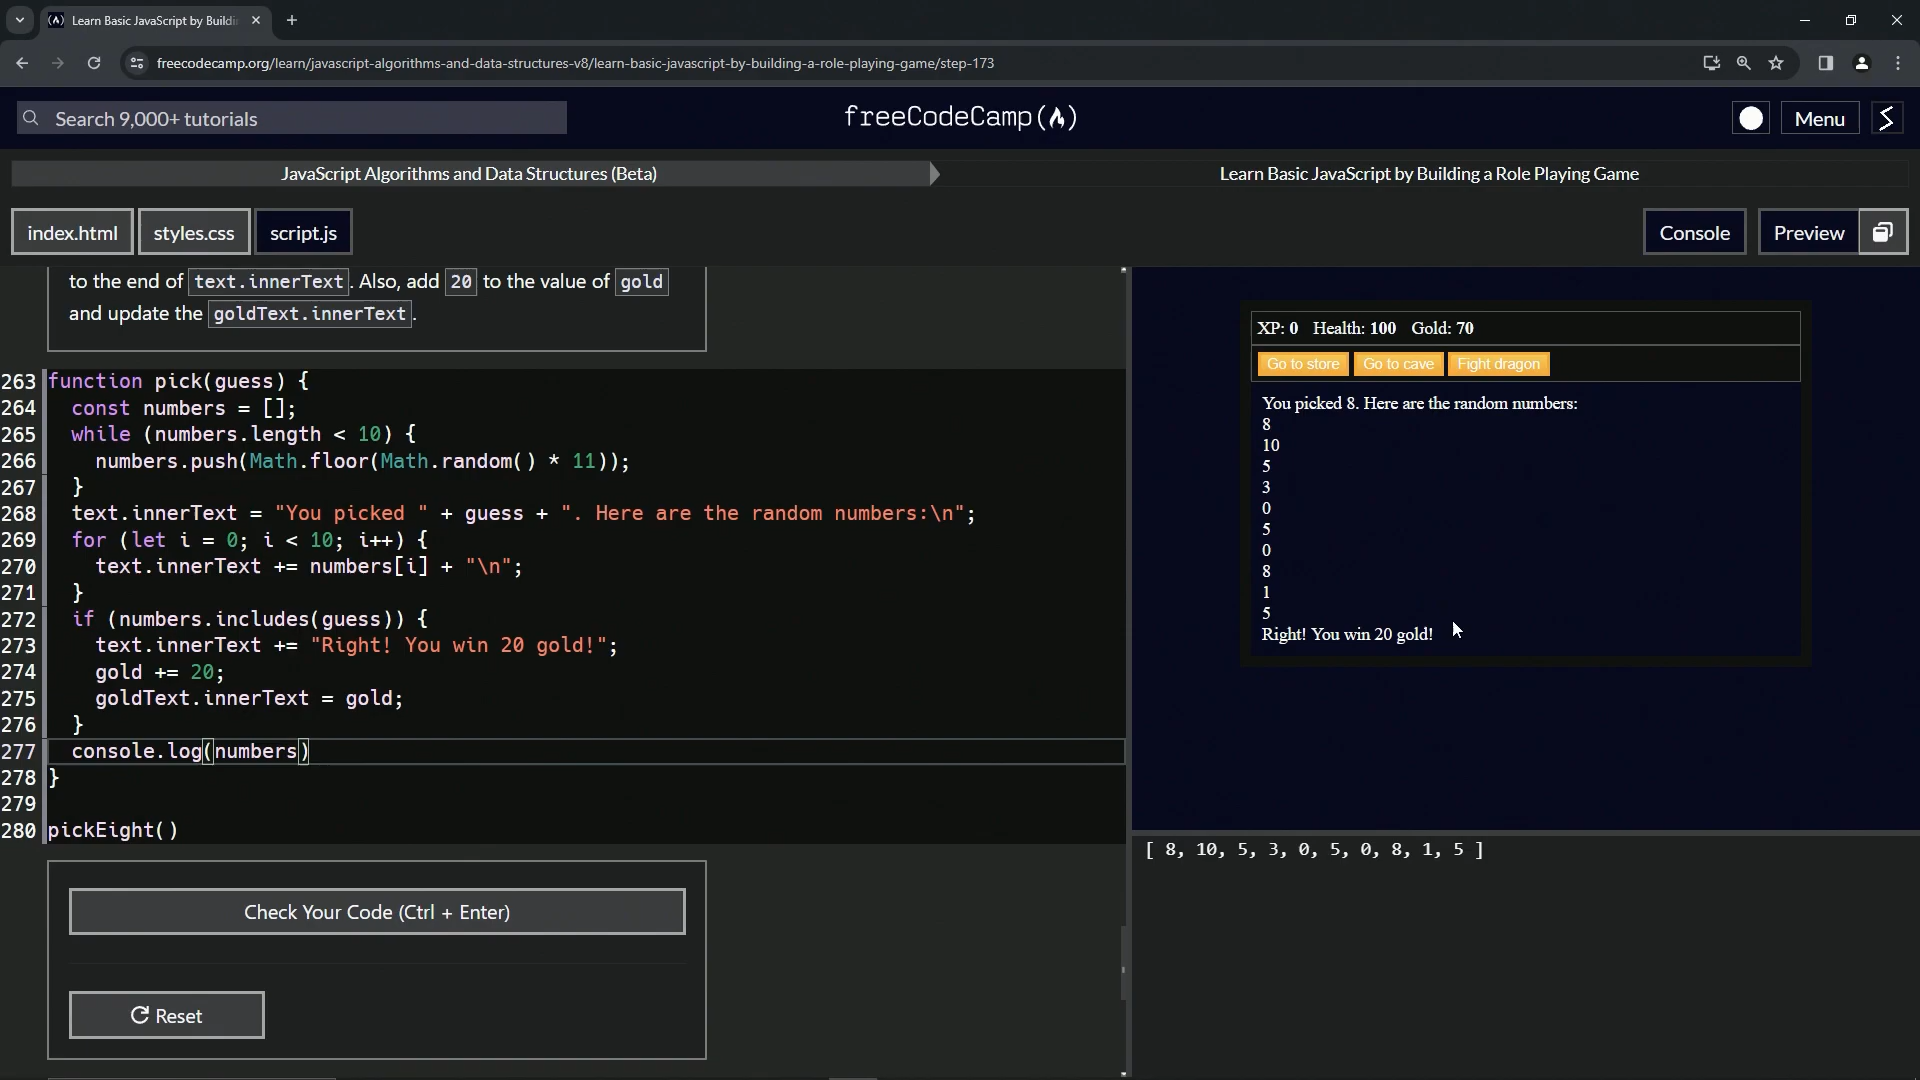 Learn Basic JavaScript by Buildi
freecodecamp.org/learn/javascript-algorithms-and-data-structures-v8/learn-basic-javascript-by-building-a-role-playing-game/step-173
Search 9,000+ tutorials
freeCodeCamp(🔥)
Menu
JavaScript Algorithms and Data Structures (Beta)
Learn Basic JavaScript by Building a Role Playing Game
index.html
styles.css
script.js
Console
Preview
to the end of text.innerText. Also, add 20 to the value of gold
and update the goldText.innerText.
263 function pick(guess) {
264 const numbers = [];
265 while (numbers.length < 10) {
266 numbers.push(Math.floor(Math.random() * 11));
267 }
268 text.innerText = "You picked " + guess + ". Here are the random numbers:\n";
269 for (let i = 0; i < 10; i++) {
270 text.innerText += numbers[i] + "\n";
271 }
272 if (numbers.includes(guess)) {
273 text.innerText += "Right! You win 20 gold!";
274 gold += 20;
275 goldText.innerText = gold;
276 }
277 console.log(numbers)
278 }
279
280 pickEight()
Check Your Code (Ctrl + Enter)
Reset
XP: 0 Health: 100 Gold: 70
Go to store
Go to cave
Fight dragon
You picked 8. Here are the random numbers:
8
10
5
3
0
5
0
8
1
5
Right! You win 20 gold!
[ 8, 10, 5, 3, 0, 5, 0, 8, 1, 5 ]